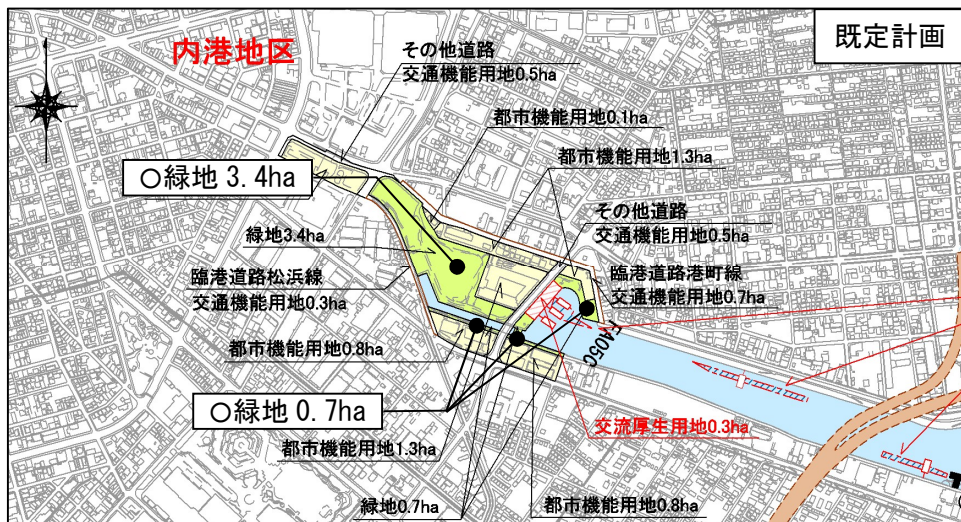 既定計画
内港地区
その他道路
交通機能用地0.5ha
都市機能用地0.1ha
都市機能用地1.3ha
○緑地 3.4ha
その他道路
交通機能用地0.5ha
緑地3.4ha
臨港道路松浜線
交通機能用地0.3ha
臨港道路港町線
交通機能用地0.7ha
都市機能用地0.8ha
○緑地 0.7ha
交流厚生用地0.3ha
都市機能用地1.3ha
緑地0.7ha
都市機能用地0.8ha